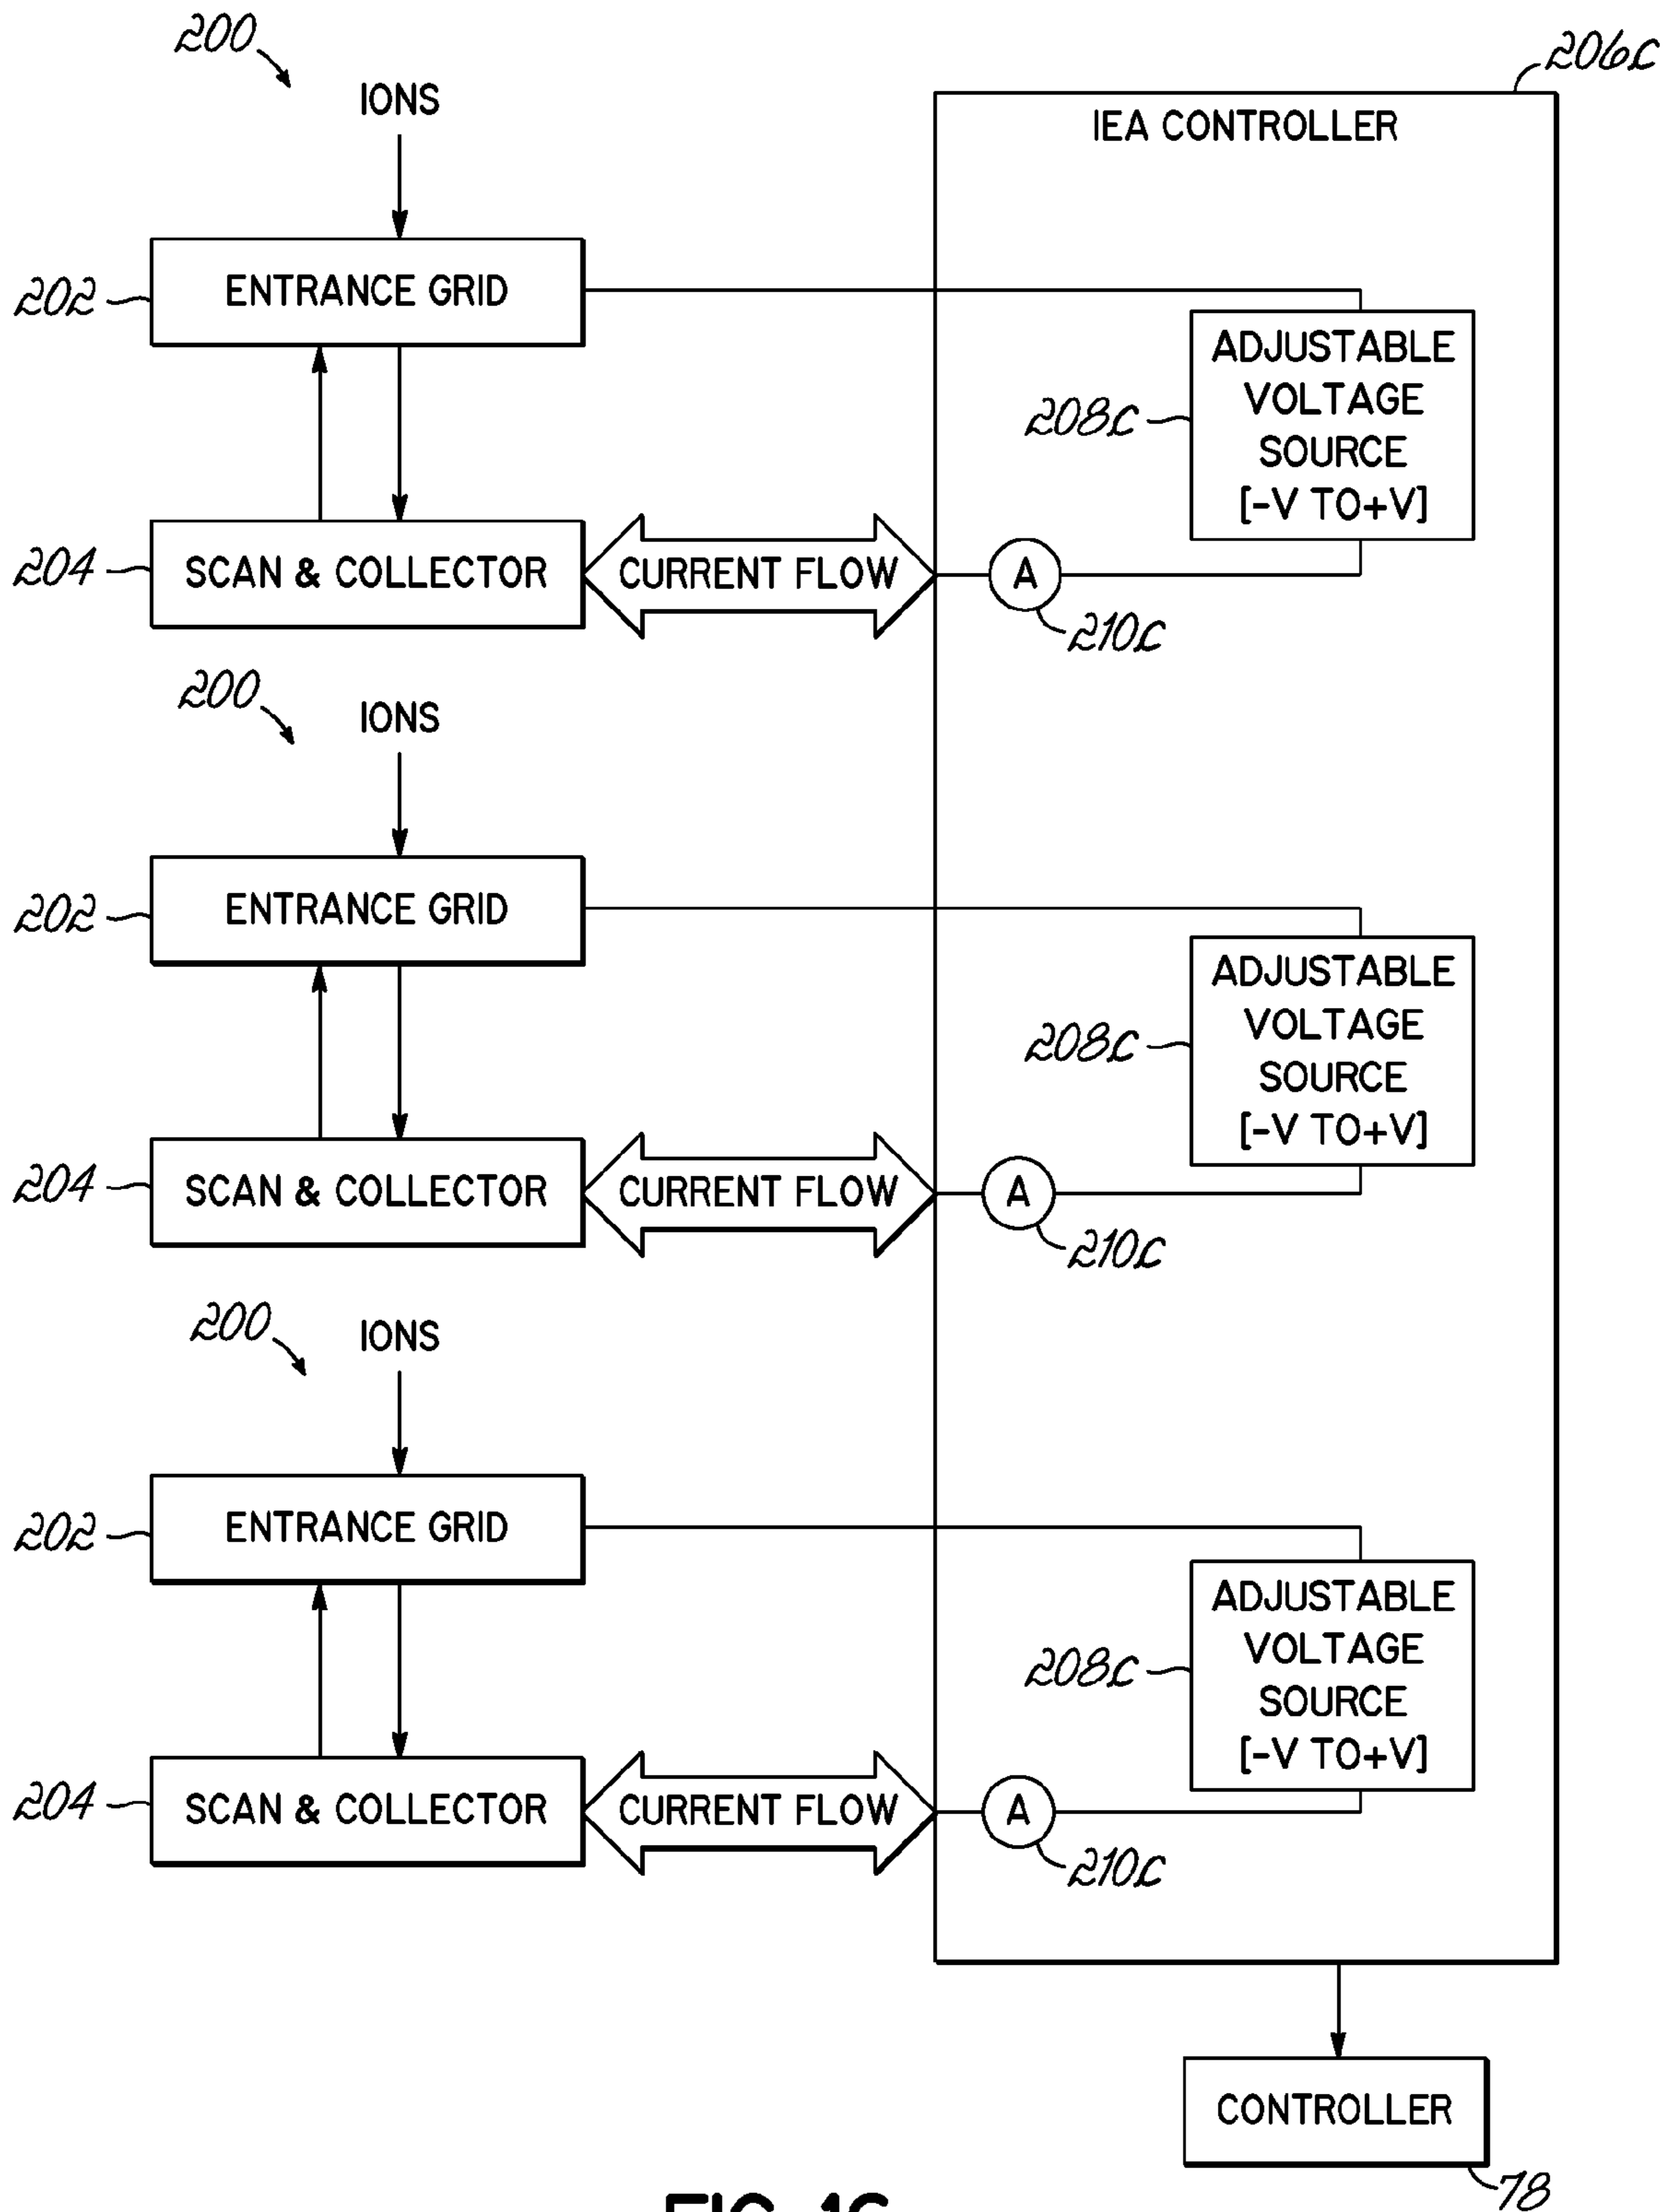 200
IONS
206C
IEA CONTROLLER
202
ENTRANCE GRID
208C
ADJUSTABLE
VOLTAGE
SOURCE
[-V TO+V]
204
SCAN & COLLECTOR
CURRENT FLOW
A
210C
200
IONS
202
ENTRANCE GRID
208C
ADJUSTABLE
VOLTAGE
SOURCE
[-V TO+V]
204
SCAN & COLLECTOR
CURRENT FLOW
A
210C
200
IONS
202
ENTRANCE GRID
208C
ADJUSTABLE
VOLTAGE
SOURCE
[-V TO+V]
204
SCAN & COLLECTOR
CURRENT FLOW
A
210C
CONTROLLER
78